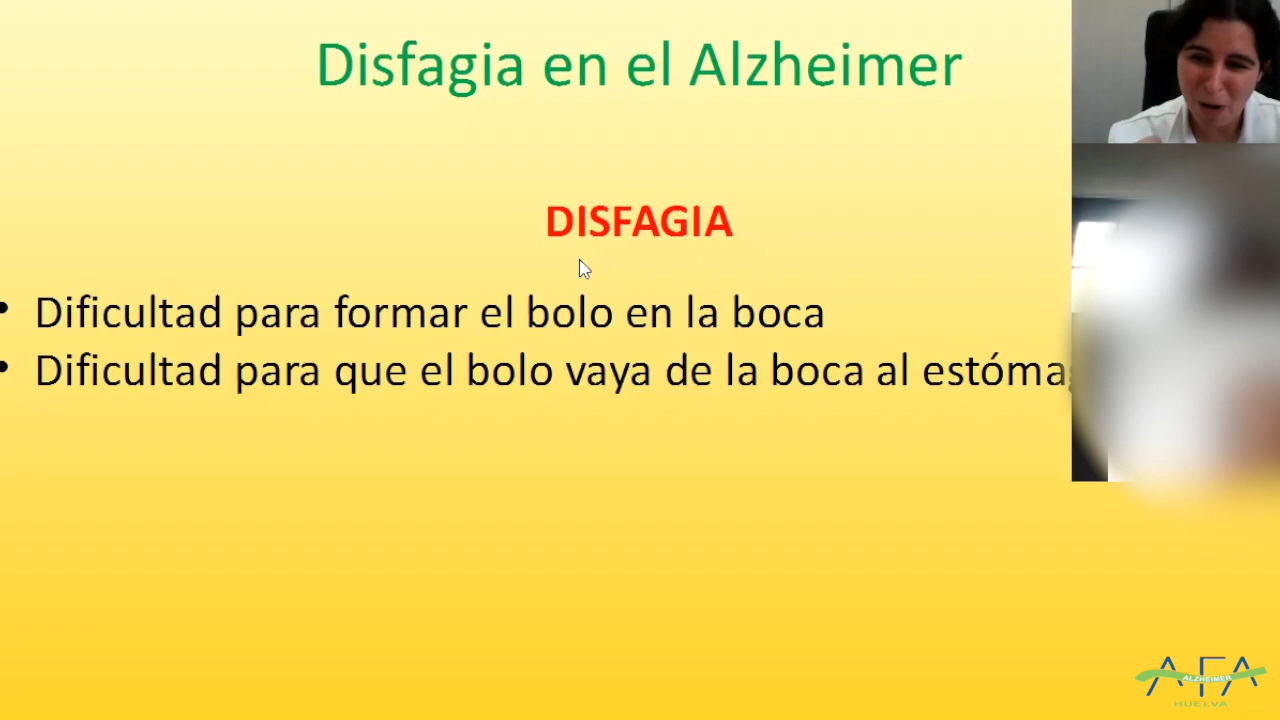 Disfagia en el Alzheimer
DISFAGIA
• Dificultad para formar el bolo en la boca
• Dificultad para que el bolo vaya de la boca al
AFA
ALZHEIMER
HUELVA